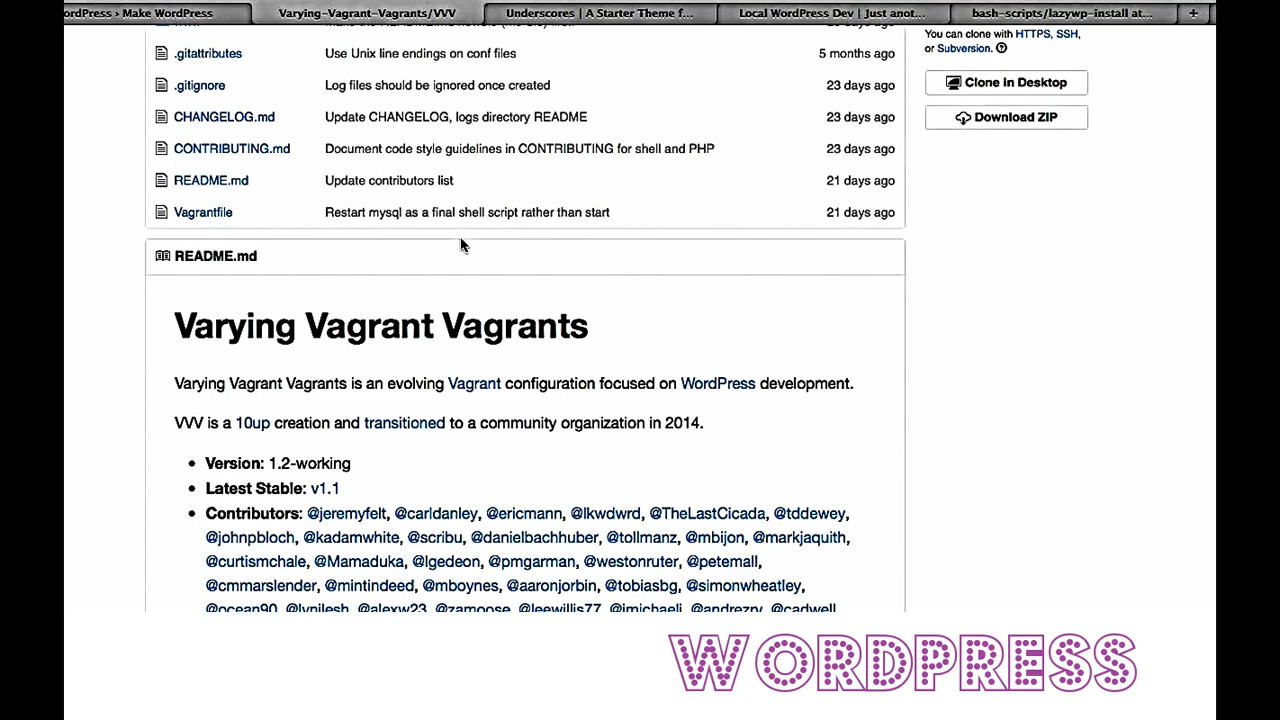 ordPress › Make WordPress
Varying-Vagrant-Vagrants/VVV
Underscores | A Starter Theme f...
Local WordPress Dev | Just anot...
bash-scripts/lazywp-install at...
+
.gitattributes Use Unix line endings on conf files 5 months ago
.gitignore Log files should be ignored once created 23 days ago
CHANGELOG.md Update CHANGELOG, logs directory README 23 days ago
CONTRIBUTING.md Document code style guidelines in CONTRIBUTING for shell and PHP 23 days ago
README.md Update contributors list 21 days ago
Vagrantfile Restart mysql as a final shell script rather than start 21 days ago
You can clone with HTTPS, SSH,
or Subversion.
Clone in Desktop
Download ZIP
README.md
Varying Vagrant Vagrants
Varying Vagrant Vagrants is an evolving Vagrant configuration focused on WordPress development.
VVV is a 10up creation and transitioned to a community organization in 2014.
• Version: 1.2-working
• Latest Stable: v1.1
• Contributors: @jeremyfelt, @carldanley, @ericmann, @lkwdwrd, @TheLastCicada, @tddewey,
@johnpbloch, @kadamwhite, @scribu, @danielbachhuber, @tollmanz, @mbijon, @markjaquith,
@curtismchale, @Mamaduka, @lgedeon, @pmgarman, @westonruter, @petemall,
@cmmarslender, @mintindeed, @mboynes, @aaronjorbin, @tobiasbg, @simonwheatley,
@ocean90, @lvnilesh, @alexw23, @zamoose, @leewillis77, @imichaeli, @andrezrv, @cadwell
WORDPRESS